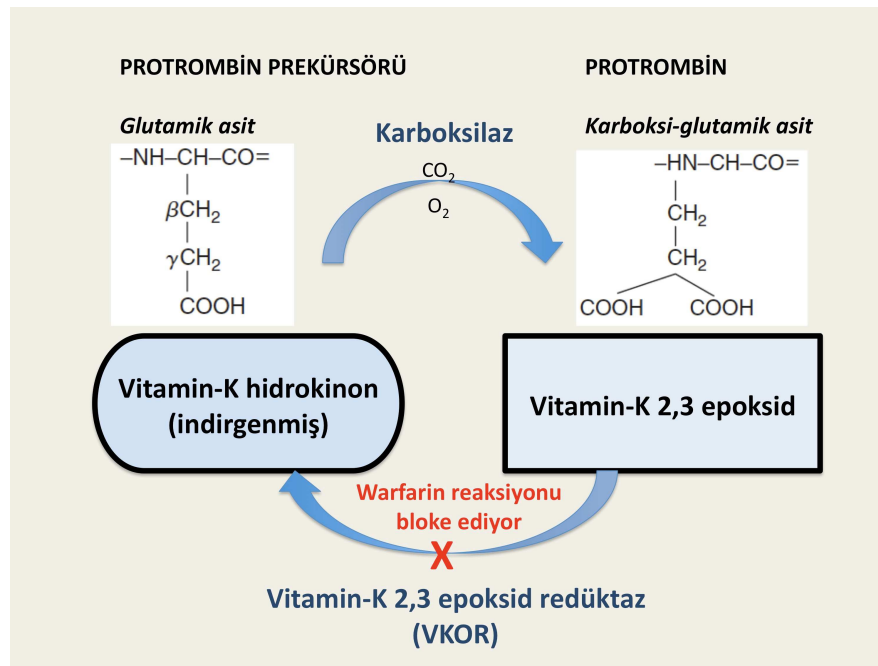 PROTROMBİN PREKÜRSÖRÜ
PROTROMBİN
Glutamik asit
Karboksi-glutamik asit
Karboksilaz
CO₂
O₂
–NH–CH–CO=
βCH₂
γCH₂
COOH
–HN–CH–CO=
CH₂
CH₂
COOH COOH
Vitamin-K hidrokinon
(indirgenmiş)
Vitamin-K 2,3 epoksid
Warfarin reaksiyonu
bloke ediyor
X
Vitamin-K 2,3 epoksid redüktaz
(VKOR)